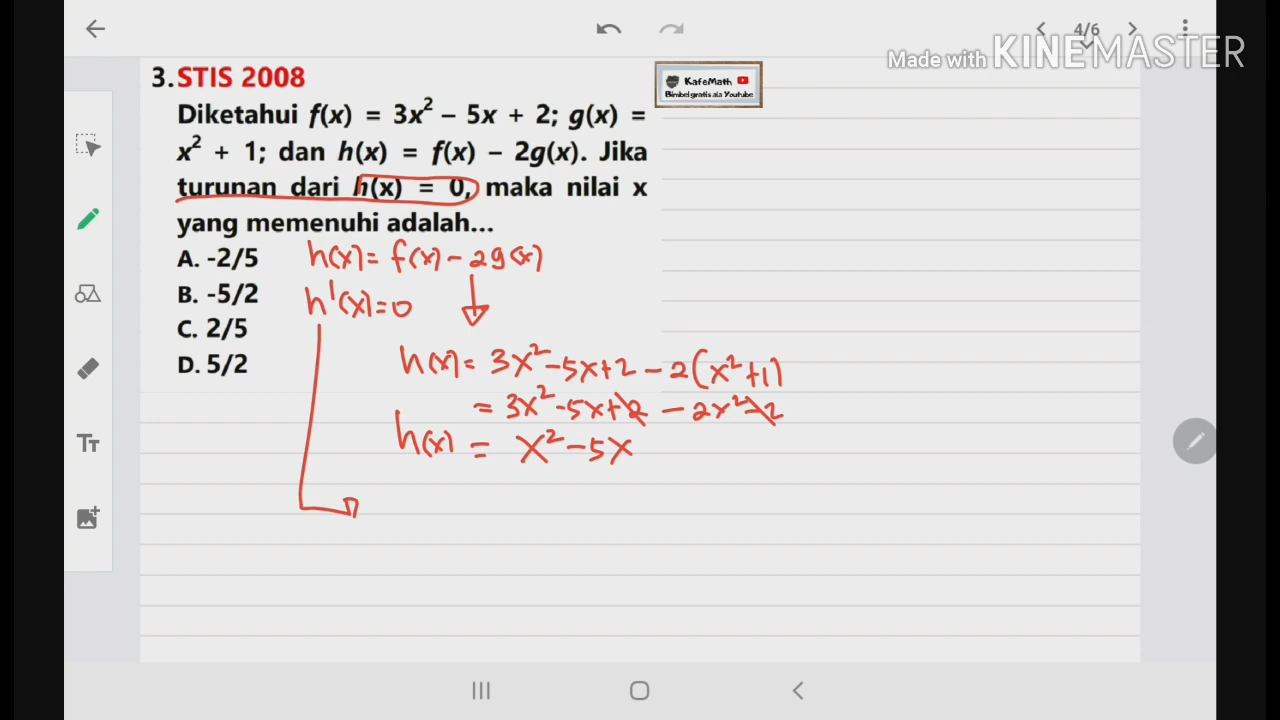 4/6
Made with KINEMASTER
3. STIS 2008
KafeMath
Bimbel gratis ala Youtube
Diketahui f(x) = 3x² – 5x + 2; g(x) =
x² + 1; dan h(x) = f(x) – 2g(x). Jika
turunan dari h(x) = 0, maka nilai x
yang memenuhi adalah...
A. -2/5
h(x) = f(x) - 2g(x)
B. -5/2
h'(x) = 0
C. 2/5
D. 5/2
h(x) = 3x² - 5x + 2 - 2(x² + 1)
= 3x² - 5x + 2 - 2x² - 2
h(x) = x² - 5x
Tт